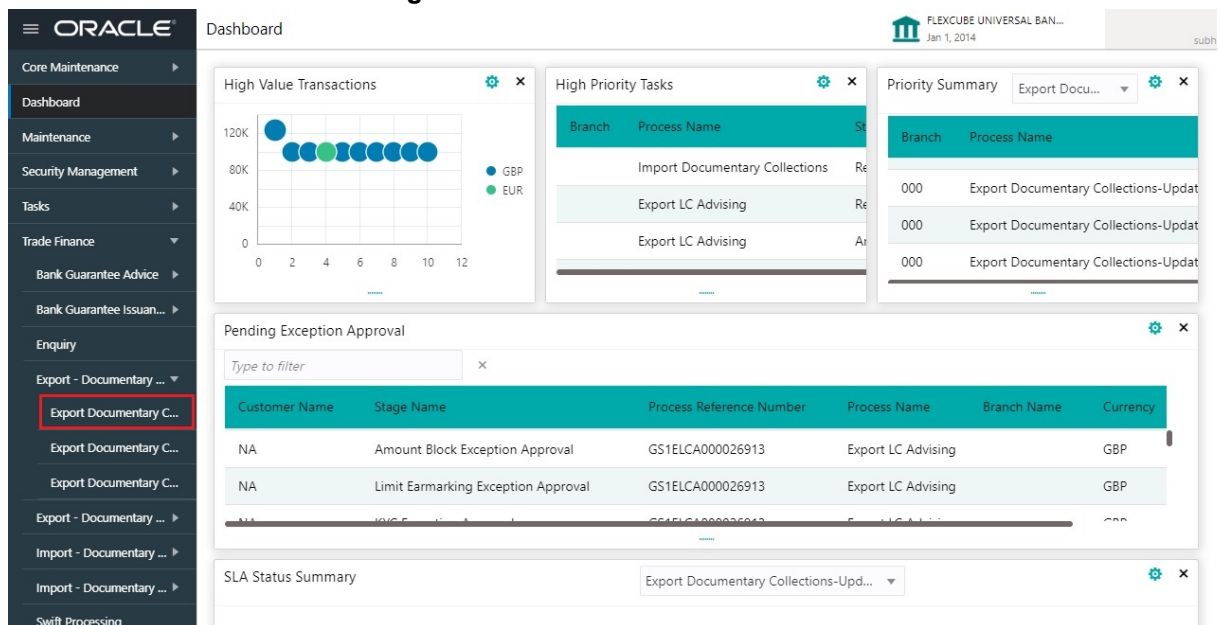 g
ORACLE
Dashboard
FLEXCUBE UNIVERSAL BAN...
Jan 1, 2014
subh
Core Maintenance
Dashboard
Maintenance
Security Management
Tasks
Trade Finance
Bank Guarantee Advice
Bank Guarantee Issuan...
Enquiry
Export - Documentary ...
Export Documentary C...
Export Documentary C...
Export Documentary C...
Export - Documentary ...
Import - Documentary ...
Import - Documentary ...
Swift Processing
High Value Transactions
120K
80K
40K
0
0 2 4 6 8 10 12
GBP
EUR
High Priority Tasks
Branch Process Name St
Import Documentary Collections Re
Export LC Advising Re
Export LC Advising Ar
Priority Summary Export Docu...
Branch Process Name
000 Export Documentary Collections-Updat
000 Export Documentary Collections-Updat
000 Export Documentary Collections-Updat
Pending Exception Approval
Type to filter
Customer Name Stage Name Process Reference Number Process Name Branch Name Currency
NA Amount Block Exception Approval GS1ELCA000026913 Export LC Advising GBP
NA Limit Earmarking Exception Approval GS1ELCA000026913 Export LC Advising GBP
SLA Status Summary Export Documentary Collections-Upd...